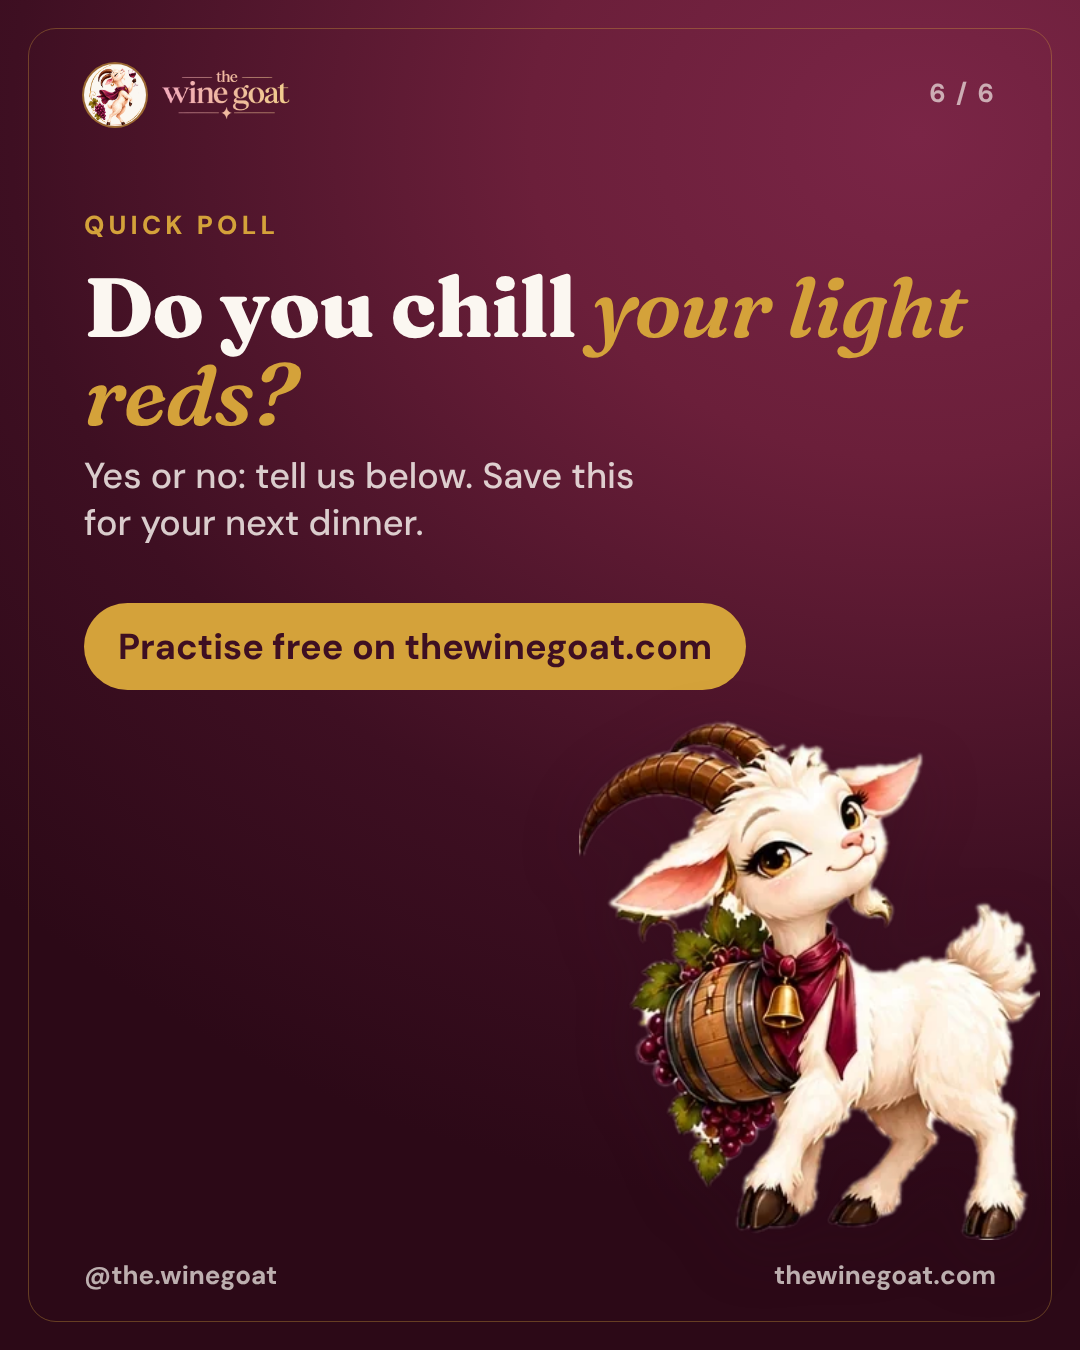 the
wine goat
6 / 6
QUICK POLL
Do you chill your light
reds?
Yes or no: tell us below. Save this
for your next dinner.
Practise free on thewinegoat.com
@the.winegoat
thewinegoat.com